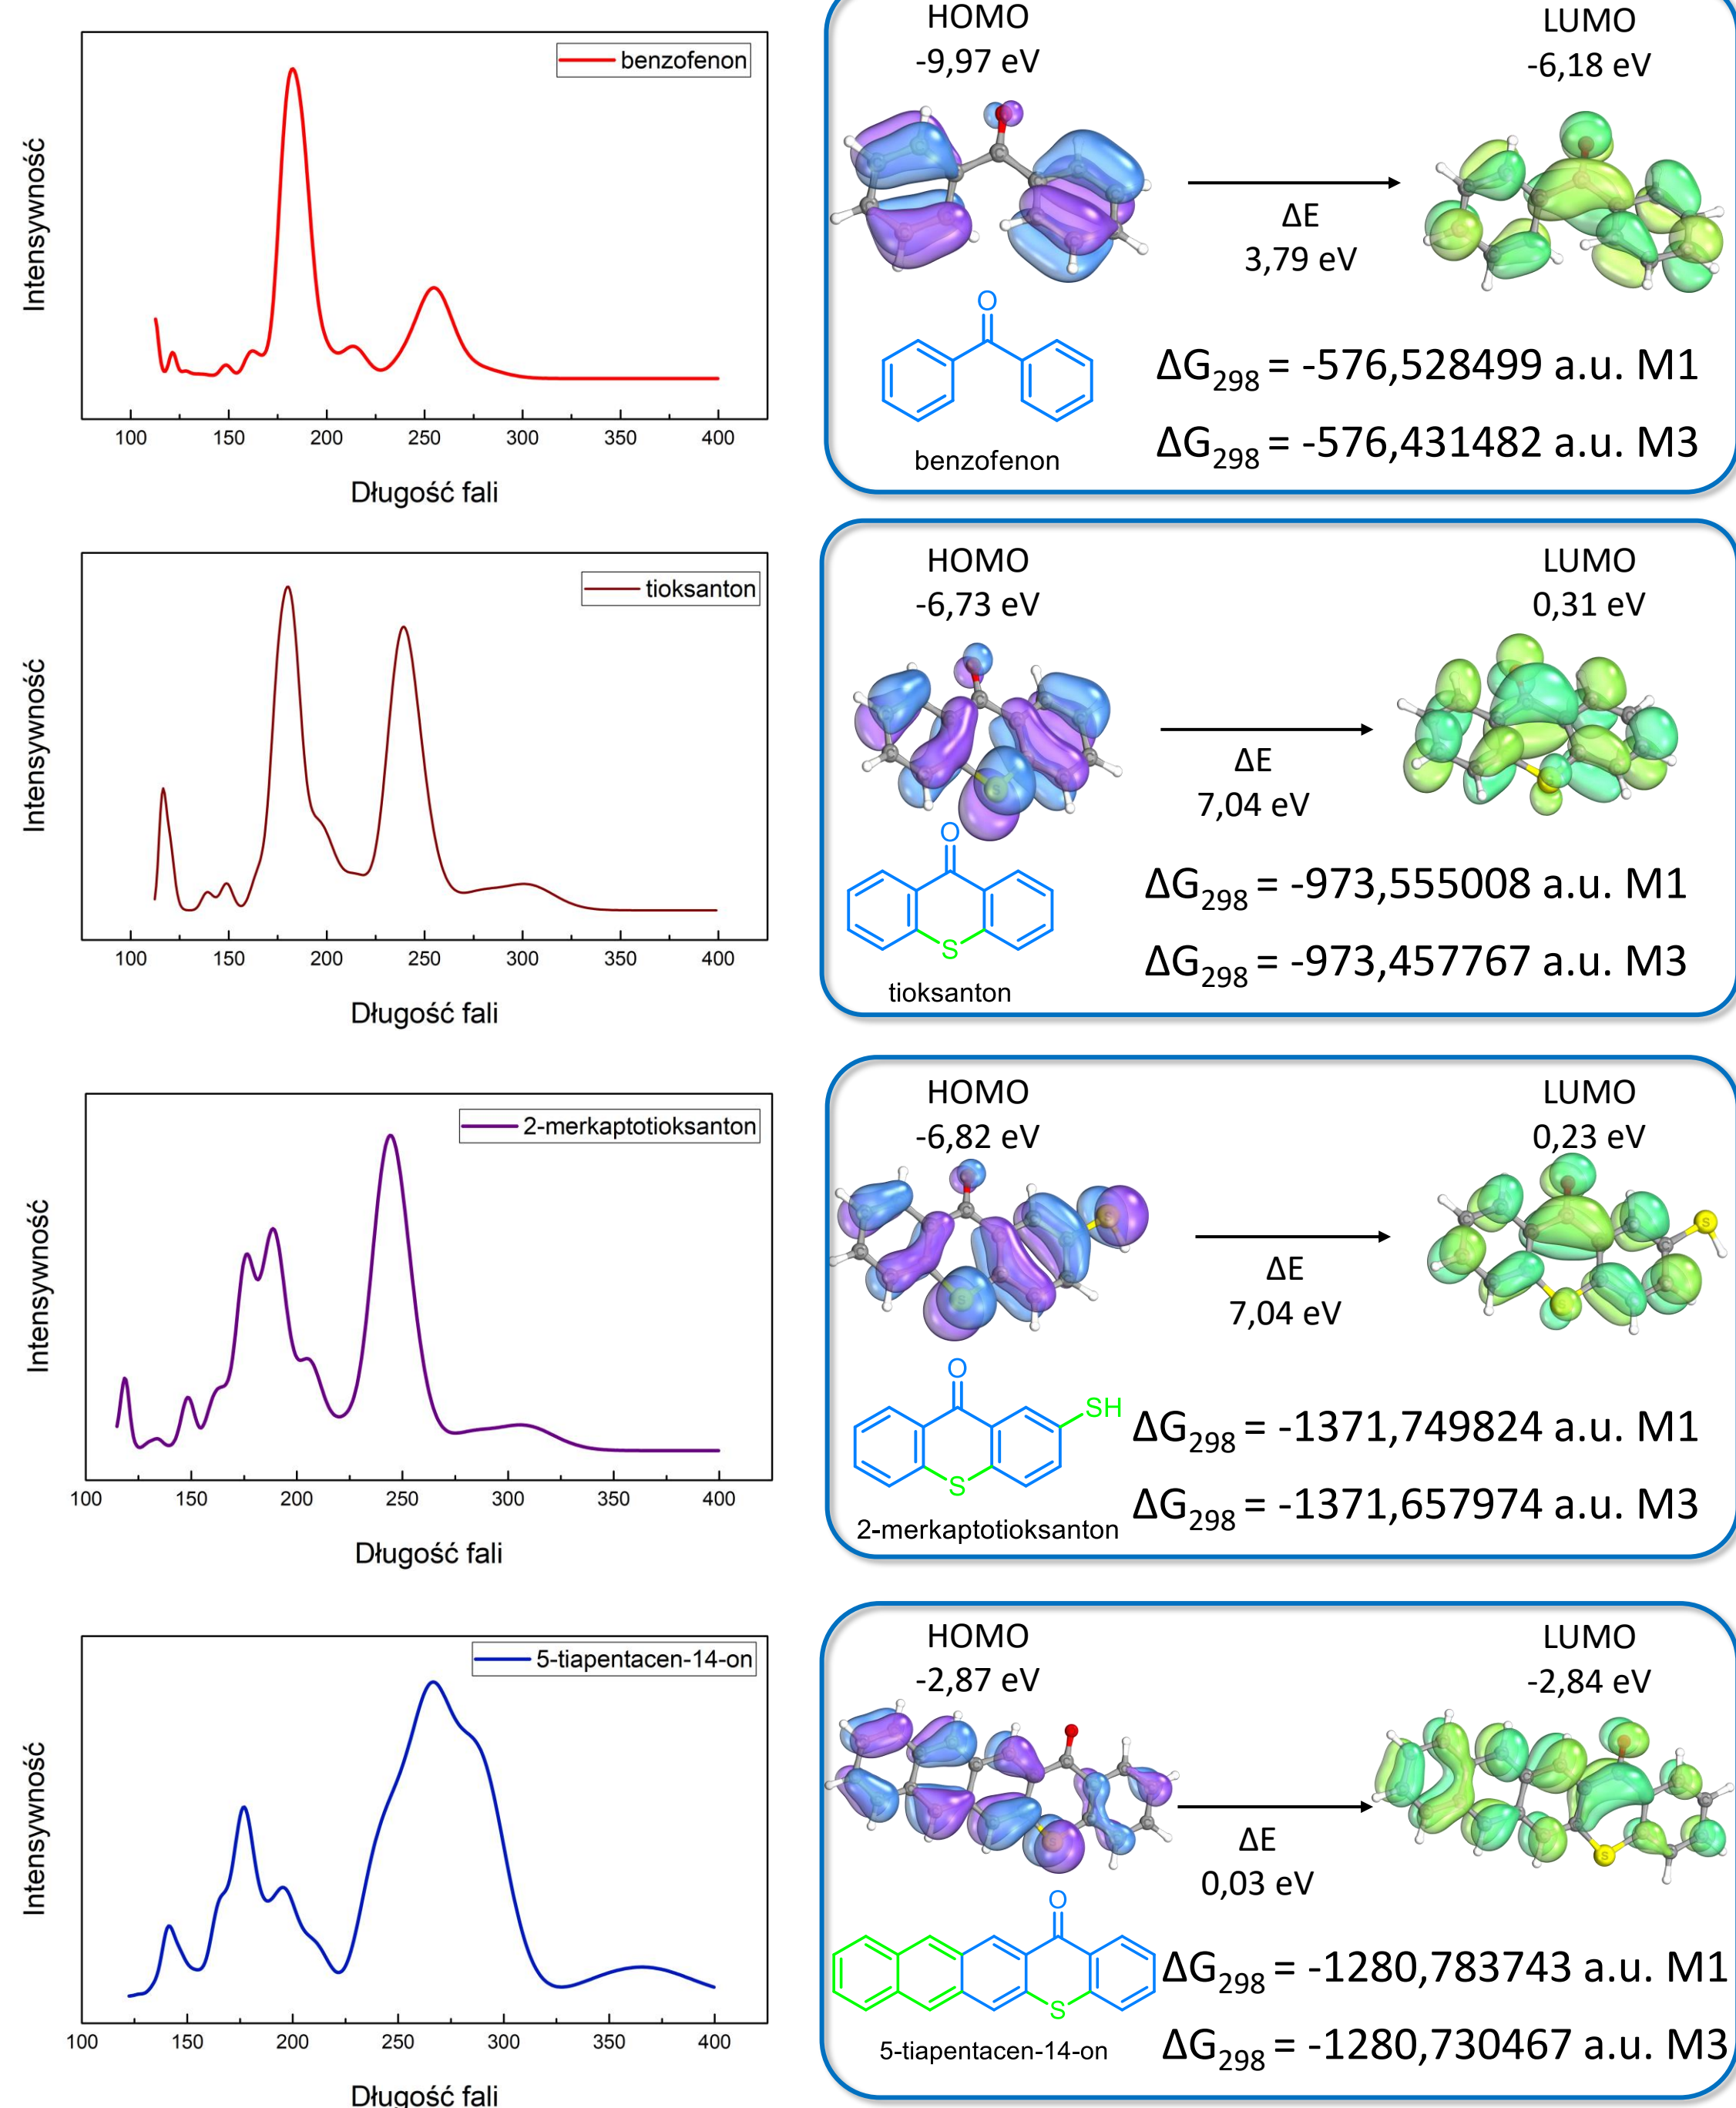 Intensywność
benzofenon
100 150 200 250 300 350 400
Długość fali
HOMO
-9,97 eV
LUMO
-6,18 eV
ΔE
3,79 eV
O
benzofenon
ΔG298 = -576,528499 a.u. M1
ΔG298 = -576,431482 a.u. M3
Intensywność
tioksanton
100 150 200 250 300 350 400
Długość fali
HOMO
-6,73 eV
LUMO
0,31 eV
ΔE
7,04 eV
O
S
tioksanton
ΔG298 = -973,555008 a.u. M1
ΔG298 = -973,457767 a.u. M3
Intensywność
2-merkaptotioksanton
100 150 200 250 300 350 400
Długość fali
HOMO
-6,82 eV
LUMO
0,23 eV
ΔE
7,04 eV
O
SH
S
2-merkaptotioksanton
ΔG298 = -1371,749824 a.u. M1
ΔG298 = -1371,657974 a.u. M3
Intensywność
5-tiapentacen-14-on
100 150 200 250 300 350 400
Długość fali
HOMO
-2,87 eV
LUMO
-2,84 eV
ΔE
0,03 eV
O
S
5-tiapentacen-14-on
ΔG298 = -1280,783743 a.u. M1
ΔG298 = -1280,730467 a.u. M3